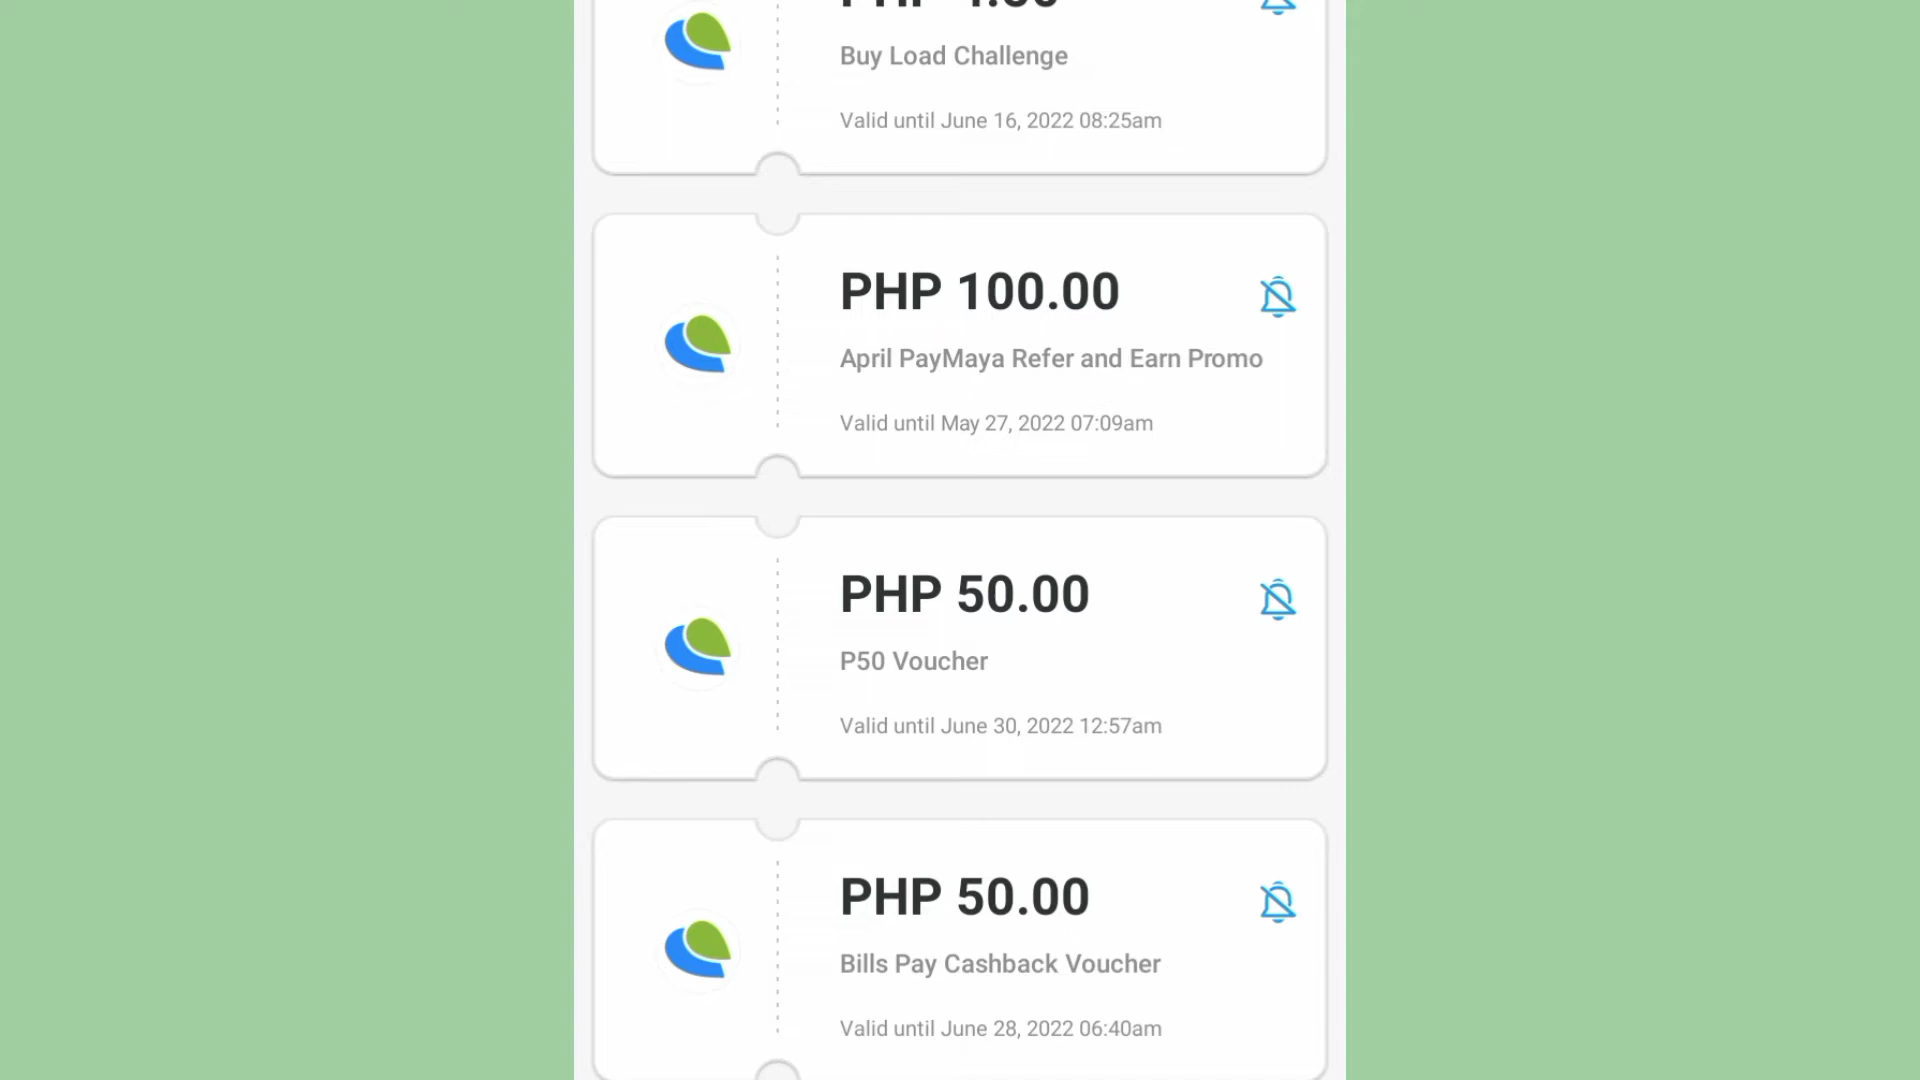 Buy Load Challenge
Valid until June 16, 2022 08:25am
PHP 100.00
April PayMaya Refer and Earn Promo
Valid until May 27, 2022 07:09am
PHP 50.00
P50 Voucher
Valid until June 30, 2022 12:57am
PHP 50.00
Bills Pay Cashback Voucher
Valid until June 28, 2022 06:40am